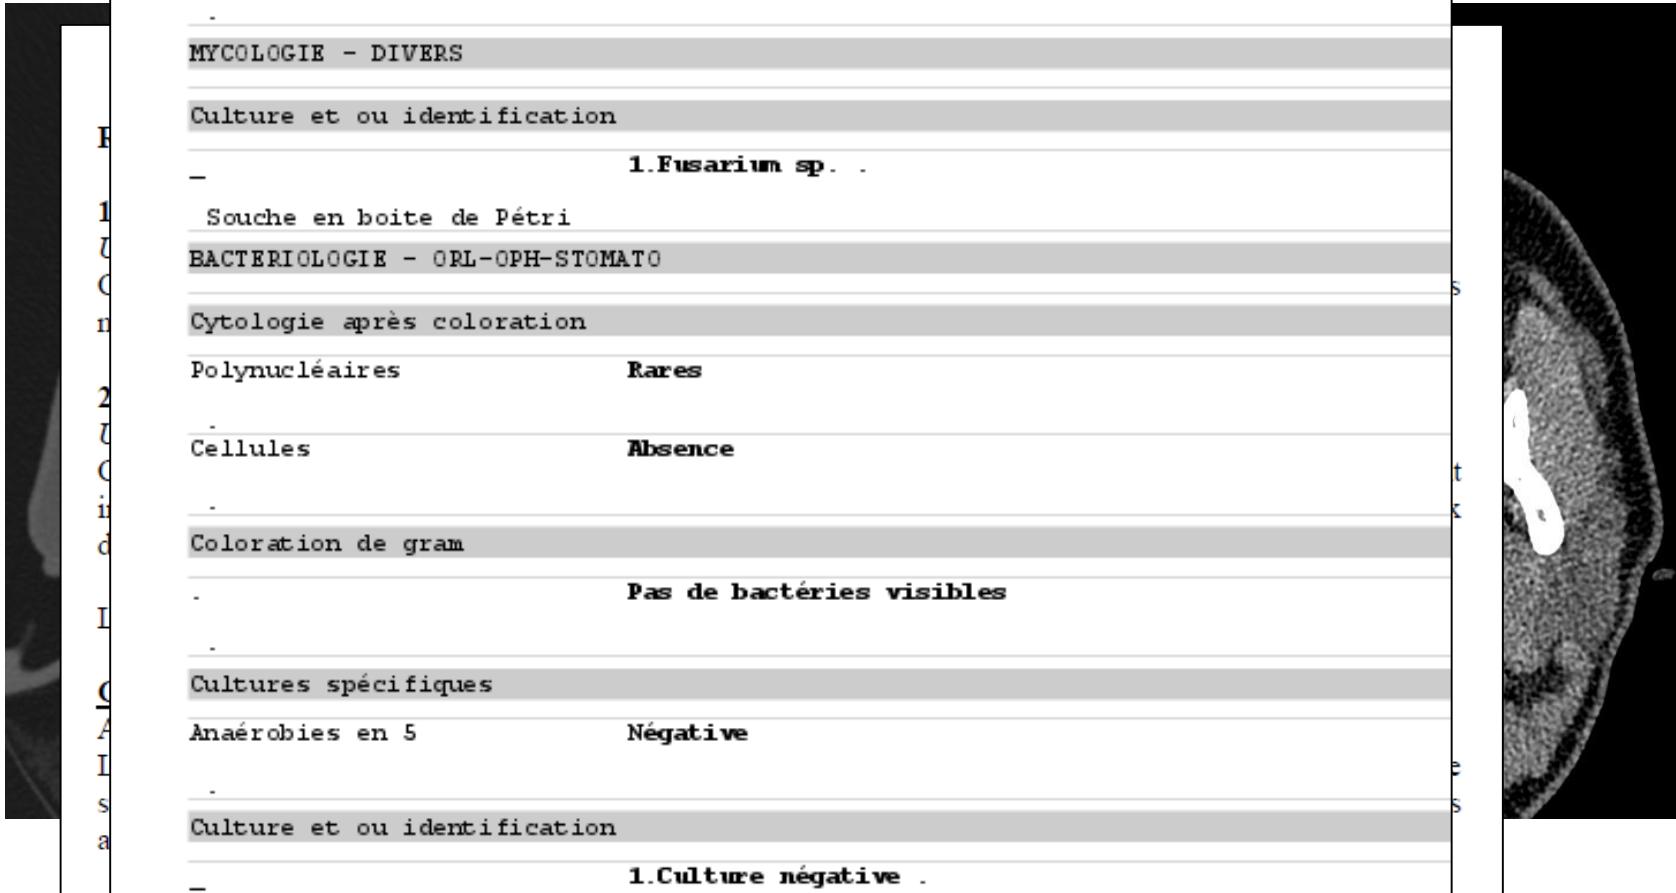 MYCOLOGIE - DIVERS
Culture et ou identification
_ 1.Fusarium sp. .
Souche en boite de Pétri
BACTERIOLOGIE - ORL-OPH-STOMATO
Cytologie après coloration
Polynucléaires Rares
.
Cellules Absence
.
Coloration de gram
. Pas de bactéries visibles
.
Cultures spécifiques
Anaérobies en 5 Négative
.
Culture et ou identification
_ 1.Culture négative .